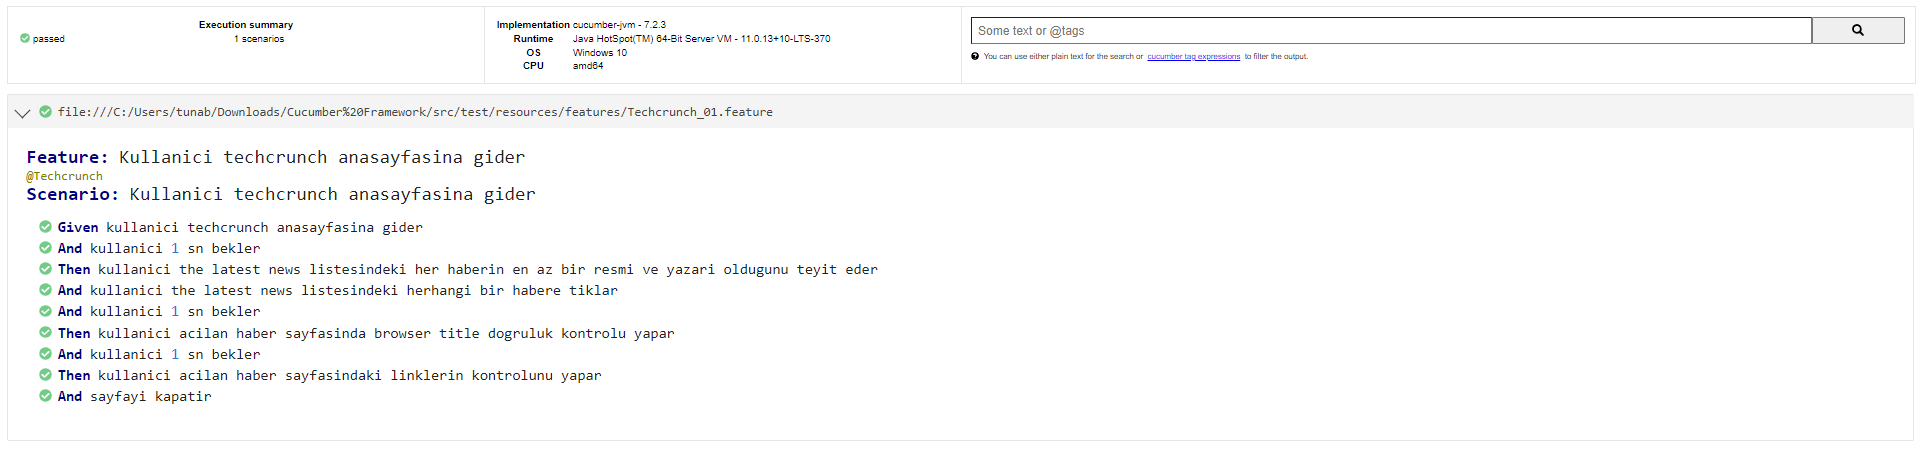 Execution summary
passed
1 scenarios
Implementation cucumber-jvm - 7.2.3
Runtime Java HotSpot(TM) 64-Bit Server VM - 11.0.13+10-LTS-370
OS Windows 10
CPU amd64
Some text or @tags
You can use either plain text for the search or cucumber tag expressions to filter the output.
file:///C:/Users/tunab/Downloads/Cucumber%20Framework/src/test/resources/features/Techcrunch_01.feature
Feature: Kullanici techcrunch anasayfasina gider
@Techcrunch
Scenario: Kullanici techcrunch anasayfasina gider
Given kullanici techcrunch anasayfasina gider
And kullanici 1 sn bekler
Then kullanici the latest news listesindeki her haberin en az bir resmi ve yazari oldugunu teyit eder
And kullanici the latest news listesindeki herhangi bir habere tiklar
And kullanici 1 sn bekler
Then kullanici acilan haber sayfasinda browser title dogruluk kontrolu yapar
And kullanici 1 sn bekler
Then kullanici acilan haber sayfasindaki linklerin kontrolunu yapar
And sayfayi kapatir